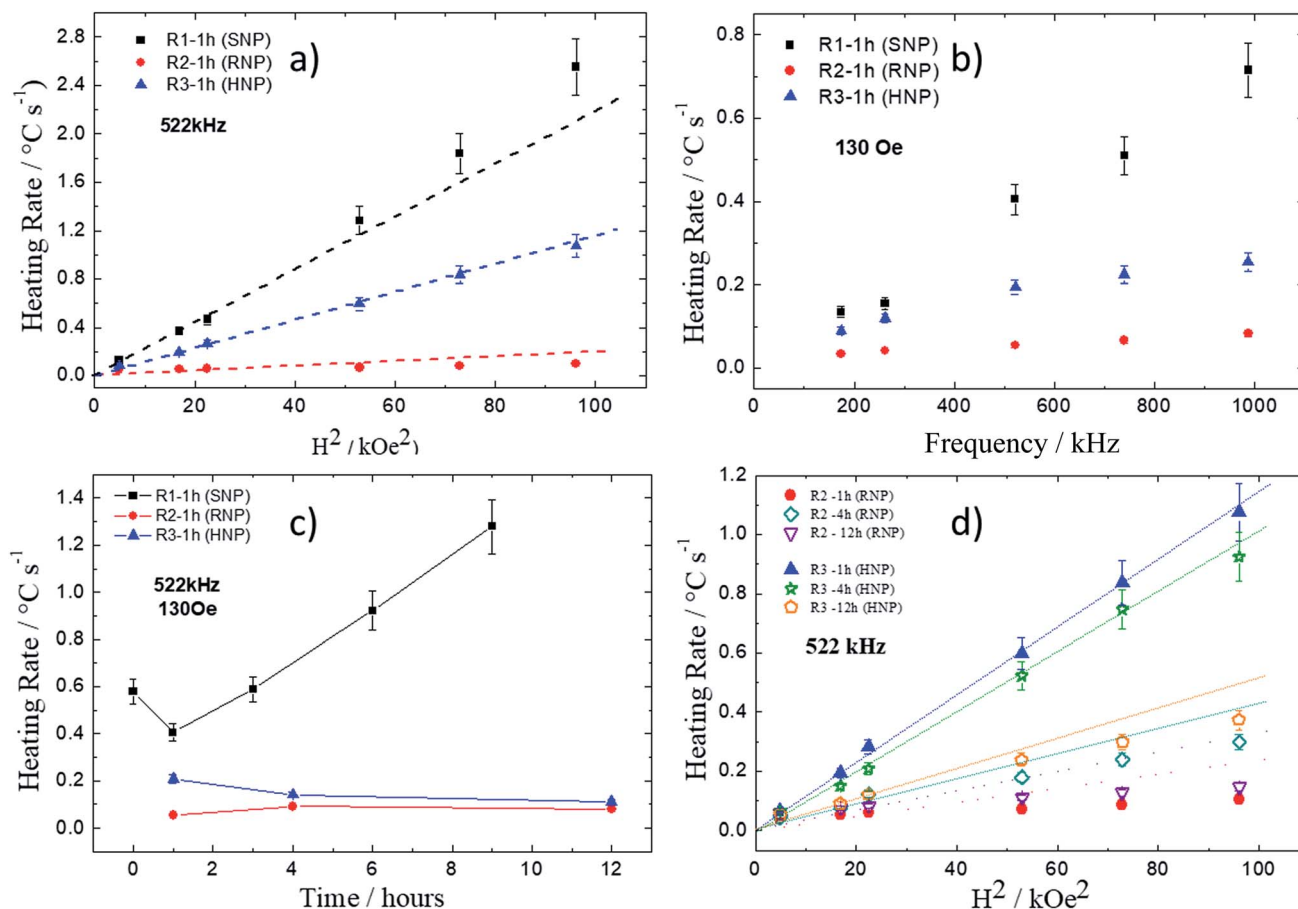 a)
R1-1h (SNP)
R2-1h (RNP)
R3-1h (HNP)
522kHz
2.8
2.4
2.0
1.6
1.2
0.8
0.4
0.0
Heating Rate / °C s⁻¹)
0 20 40 60 80 100
H² / kOe²)
b)
R1-1h (SNP)
R2-1h (RNP)
R3-1h (HNP)
130 Oe
0.8
0.6
0.4
0.2
0.0
Heating Rate / °C s⁻¹
200 400 600 800 1000
Frequency / kHz
c)
R1-1h (SNP)
R2-1h (RNP)
R3-1h (HNP)
522kHz
130Oe
1.4
1.2
1.0
0.8
0.6
0.4
0.2
0.0
Heating Rate / °C s⁻¹
0 2 4 6 8 10 12
Time / hours
d)
R2 -1h (RNP)
R2 -4h (RNP)
R2 - 12h (RNP)
R3 -1h (HNP)
R3 -4h (HNP)
R3 -12h (HNP)
522 kHz
1.2
1.0
0.8
0.6
0.4
0.2
0.0
Heating Rate / °C s⁻¹
0 20 40 60 80 100
H² / kOe²